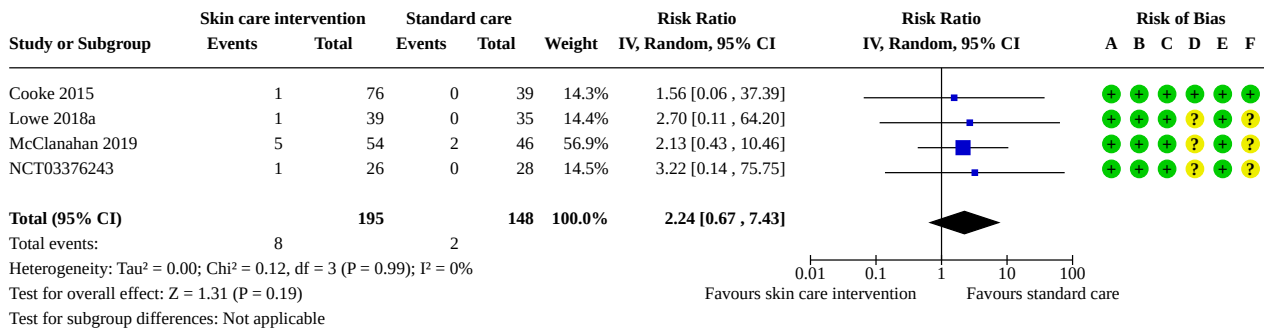 Skin care intervention Standard care Risk Ratio Risk Ratio Risk of Bias
Study or Subgroup Events Total Events Total Weight IV, Random, 95% CI IV, Random, 95% CI A B C D E F
Cooke 2015 1 76 0 39 14.3% 1.56 [0.06 , 37.39] + + + + + +
Lowe 2018a 1 39 0 35 14.4% 2.70 [0.11 , 64.20] + + + ? + ?
McClanahan 2019 5 54 2 46 56.9% 2.13 [0.43 , 10.46] + + + ? + ?
NCT03376243 1 26 0 28 14.5% 3.22 [0.14 , 75.75] + + + ? + ?
Total (95% CI) 195 148 100.0% 2.24 [0.67 , 7.43]
Total events: 8 2
Heterogeneity: Tau² = 0.00; Chi² = 0.12, df = 3 (P = 0.99); I² = 0%
0.01 0.1 1 10 100
Test for overall effect: Z = 1.31 (P = 0.19) Favours skin care intervention Favours standard care
Test for subgroup differences: Not applicable